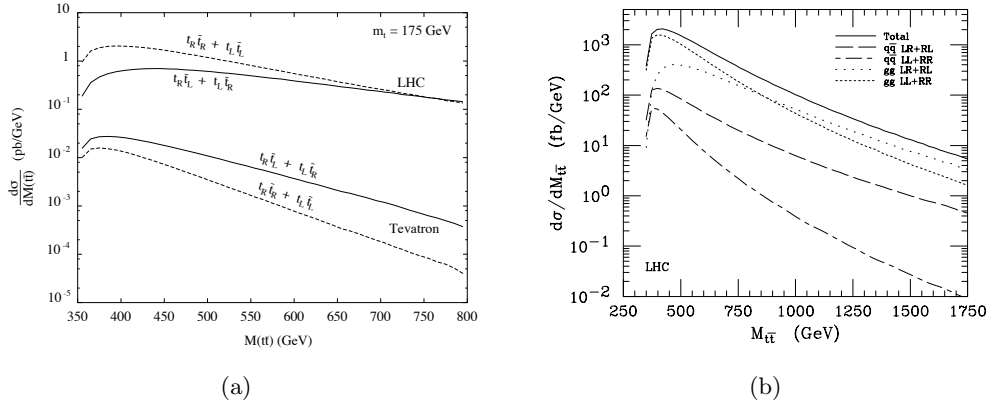 10
1
10^-1
10^-2
10^-3
10^-4
10^-5
dσ
dM(tt̄) (pb/GeV)
m_t = 175 GeV
t_R t̄_R + t_L t̄_L
t_R t̄_L + t_L t̄_R
LHC
t_R t̄_L + t_L t̄_R
t_R t̄_R + t_L t̄_L
Tevatron
350 400 450 500 550 600 650 700 750 800
M(tt̄) (GeV)
(a)
10^3
10^2
10^1
10^0
10^-1
10^-2
dσ/dM_tt̄ (fb/GeV)
Total
qq̄ LR+RL
qq̄ LL+RR
gg LR+RL
gg LL+RR
LHC
250 500 750 1000 1250 1500 1750
M_tt̄ (GeV)
(b)